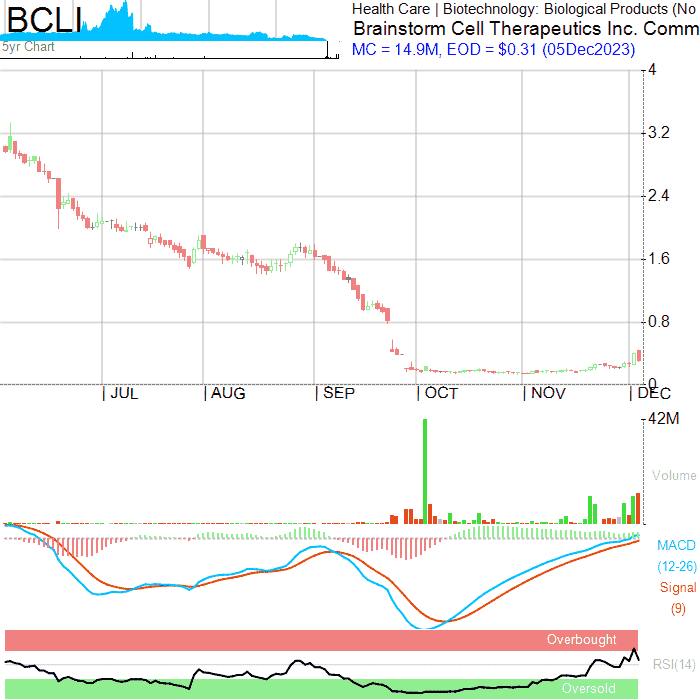 BCLI
5yr Chart
Health Care | Biotechnology: Biological Products (No
Brainstorm Cell Therapeutics Inc. Comm
MC = 14.9M, EOD = $0.31 (05Dec2023)
4
3.2
2.4
1.6
0.8
0
| JUL | AUG | SEP | OCT | NOV | DEC
42M
Volume
MACD
(12-26)
Signal
(9)
Overbought
RSI(14)
Oversold